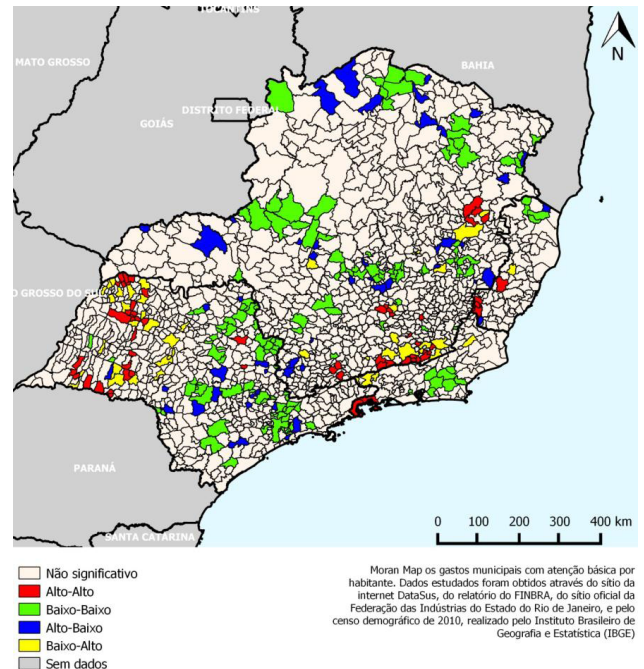 TOCANTINS
MATO GROSSO
BAHIA
N
DISTRITO FEDERAL
GOIÁS
O GROSSO DO SU
PARANÁ
SANTA CATARINA
0 100 200 300 400 km
Não significativo
Alto-Alto
Baixo-Baixo
Alto-Baixo
Baixo-Alto
Sem dados
Moran Map os gastos municipais com atenção básica por
habitante. Dados estudados foram obtidos através do sítio da
internet DataSus, do relatório do FINBRA, do sítio oficial da
Federação das Indústrias do Estado do Rio de Janeiro, e pelo
censo demográfico de 2010, realizado pelo Instituto Brasileiro de
Geografia e Estatística (IBGE)